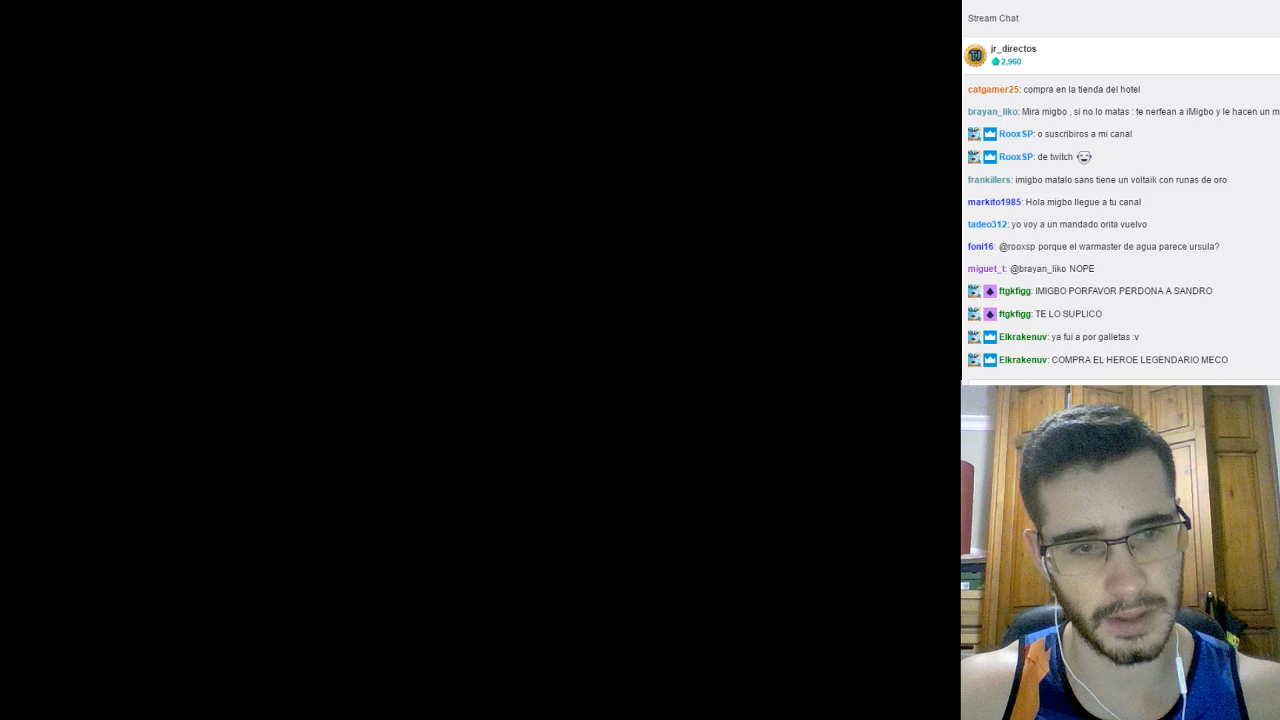 Stream Chat
jr_directos
2,960
catgamer25: compra en la tienda del hotel
brayan_liko: Mira migbo , si no lo matas : te nerfean a iMigbo y le hacen un m
RooxSP: o suscribiros a mi canal
RooxSP: de twitch
frankillers: imigbo matalo sans tiene un voltaik con runas de oro
markito1985: Hola migbo llegue a tu canal
tadeo312: yo voy a un mandado orita vuelvo
foni16: @rooxsp porque el warmaster de agua parece ursula?
miguet_t: @brayan_liko NOPE
ftgkfigg: IMIGBO PORFAVOR PERDONA A SANDRO
ftgkfigg: TE LO SUPLICO
Elkrakenuv: ya fui a por galletas :v
Elkrakenuv: COMPRA EL HEROE LEGENDARIO MECO